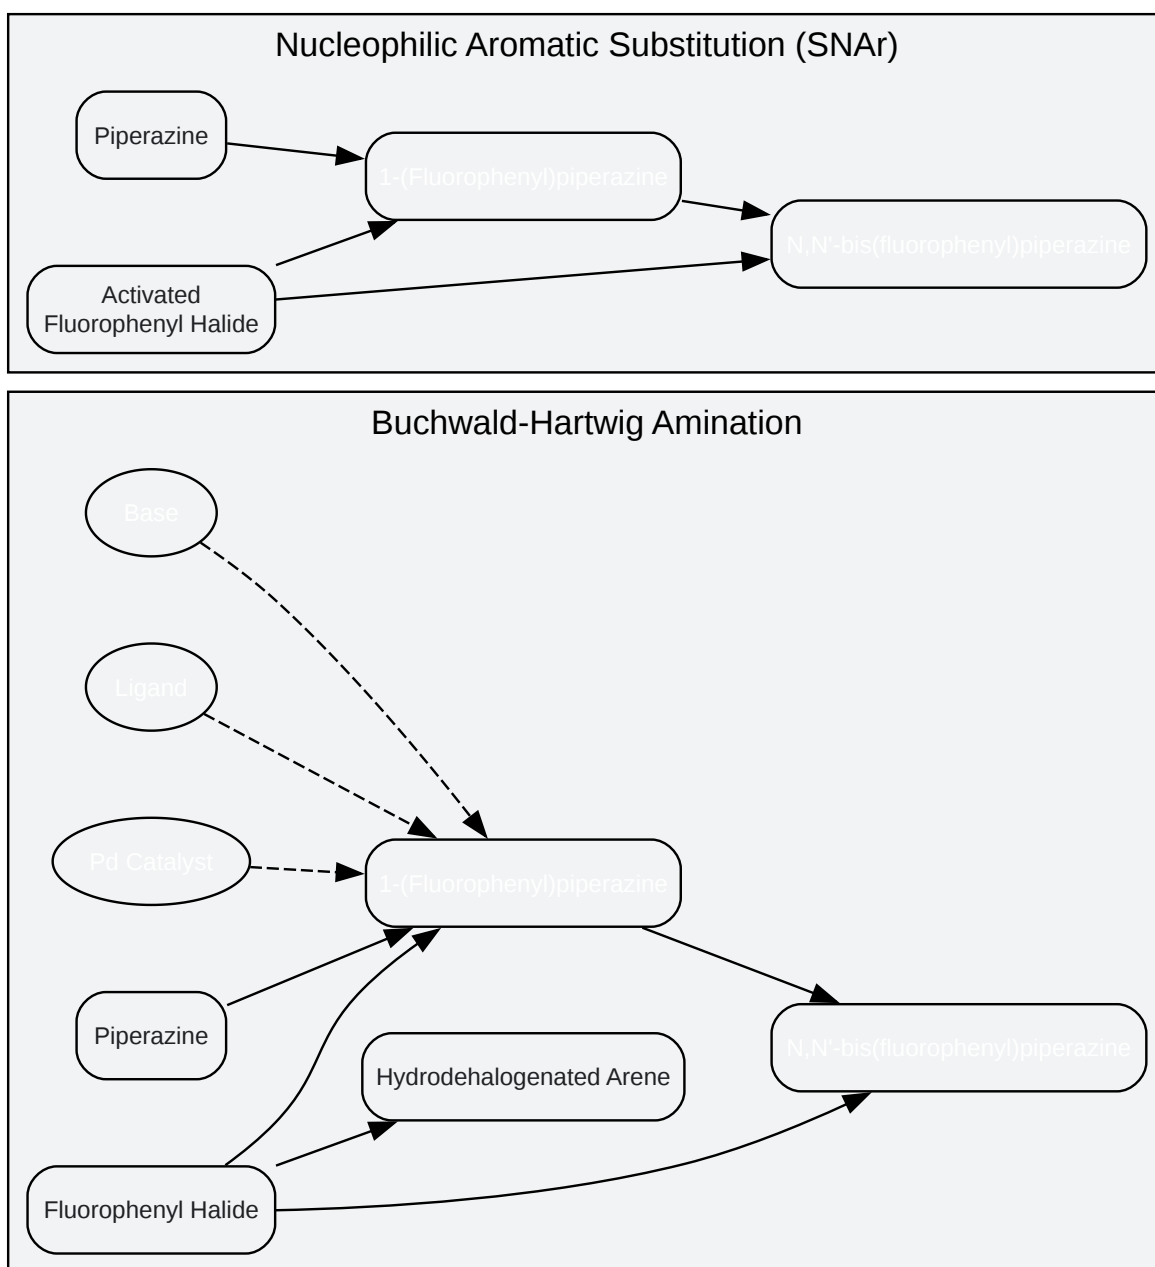 Nucleophilic Aromatic Substitution (SNAr)
Piperazine
1-(Fluorophenyl)piperazine
N,N'-bis(fluorophenyl)piperazine
Activated
Fluorophenyl Halide
Buchwald-Hartwig Amination
Base
Ligand
Pd Catalyst
1-(Fluorophenyl)piperazine
Piperazine
N,N'-bis(fluorophenyl)piperazine
Hydrodehalogenated Arene
Fluorophenyl Halide